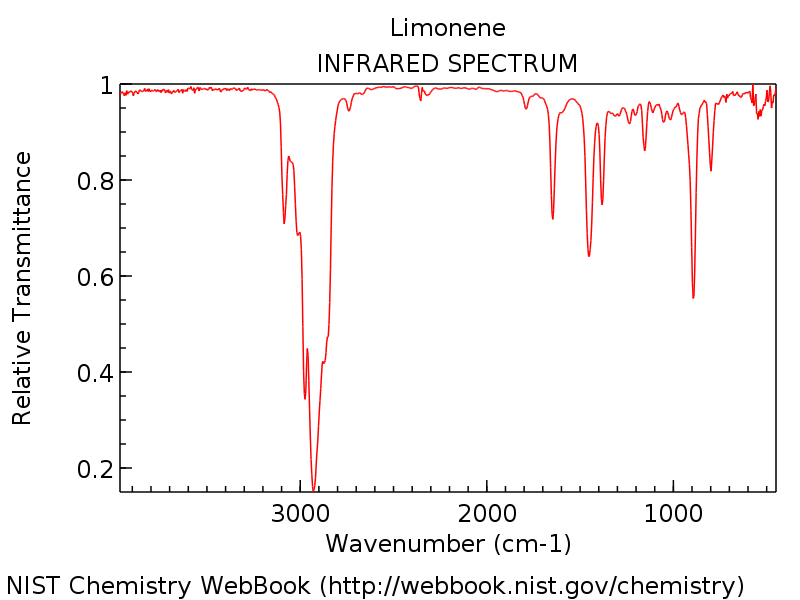 Limonene
INFRARED SPECTRUM
1
0.8
0.6
0.4
0.2
Relative Transmittance
3000 2000 1000
Wavenumber (cm-1)
NIST Chemistry WebBook (http://webbook.nist.gov/chemistry)